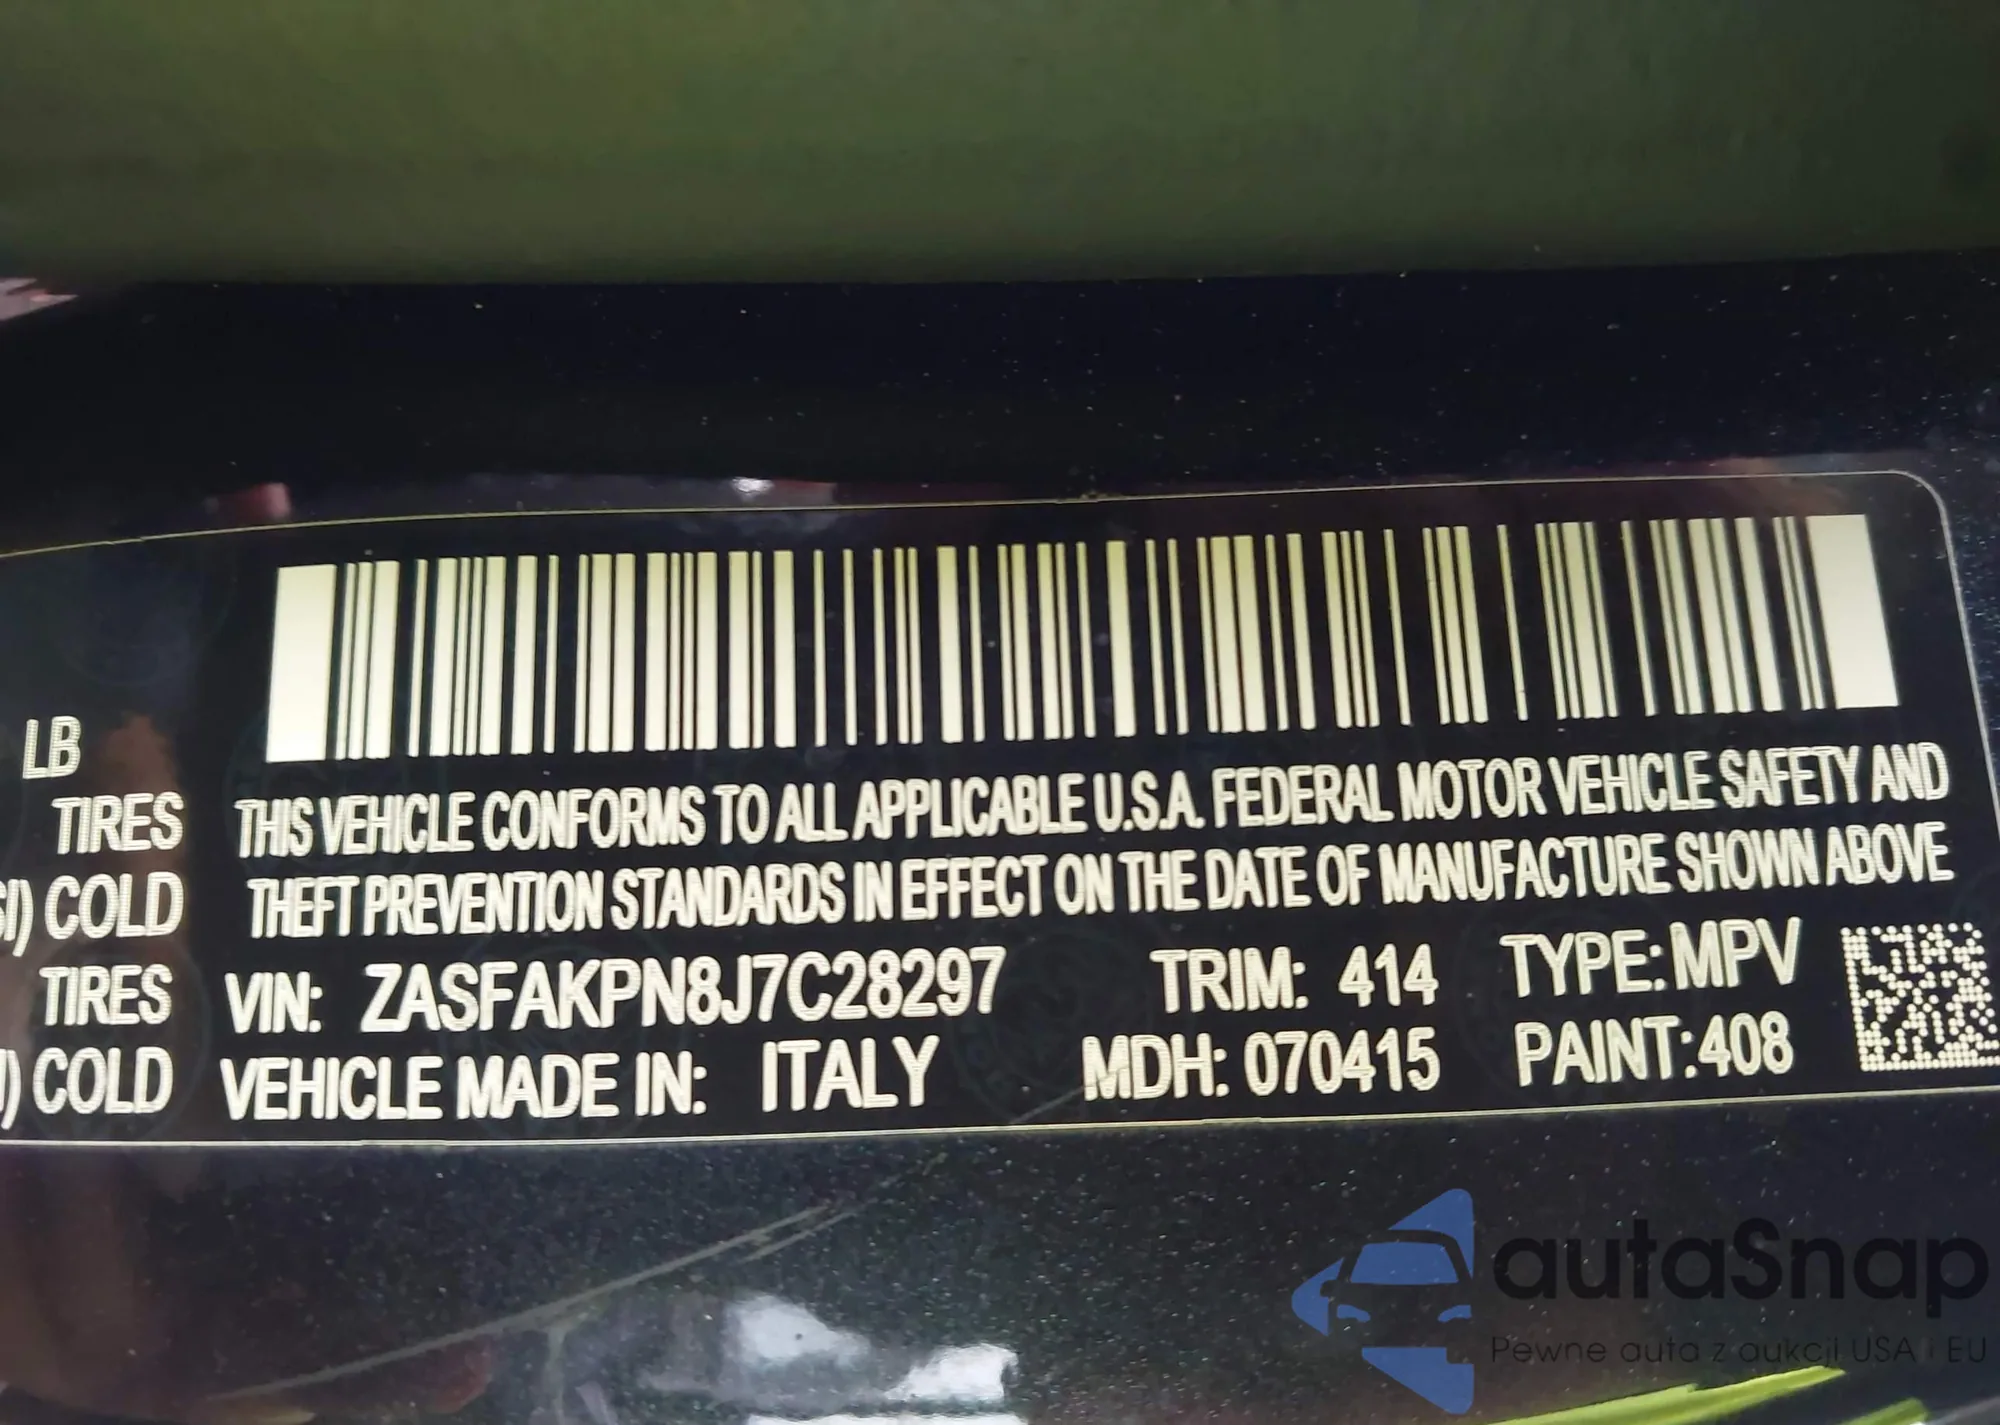 LB
TIRES
SI) COLD
TIRES
I) COLD
THIS VEHICLE CONFORMS TO ALL APPLICABLE U.S.A. FEDERAL MOTOR VEHICLE SAFETY AND
THEFT PREVENTION STANDARDS IN EFFECT ON THE DATE OF MANUFACTURE SHOWN ABOVE
VIN: ZASFAKPN8J7C28297 TRIM: 414 TYPE: MPV
VEHICLE MADE IN: ITALY MDH: 070415 PAINT: 408
autaSnap
Pewne auta z aukcji USA i EU